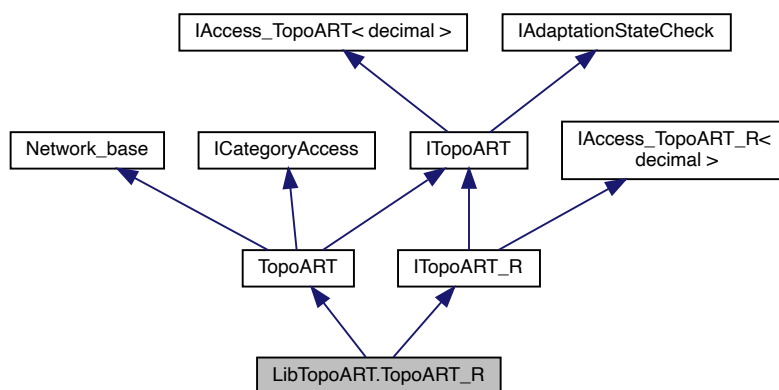 IAccess_TopoART< decimal >
IAdaptationStateCheck
Network_base
ICategoryAccess
ITopoART
IAccess_TopoART_R<
decimal >
TopoART
ITopoART_R
LibTopoART.TopoART_R